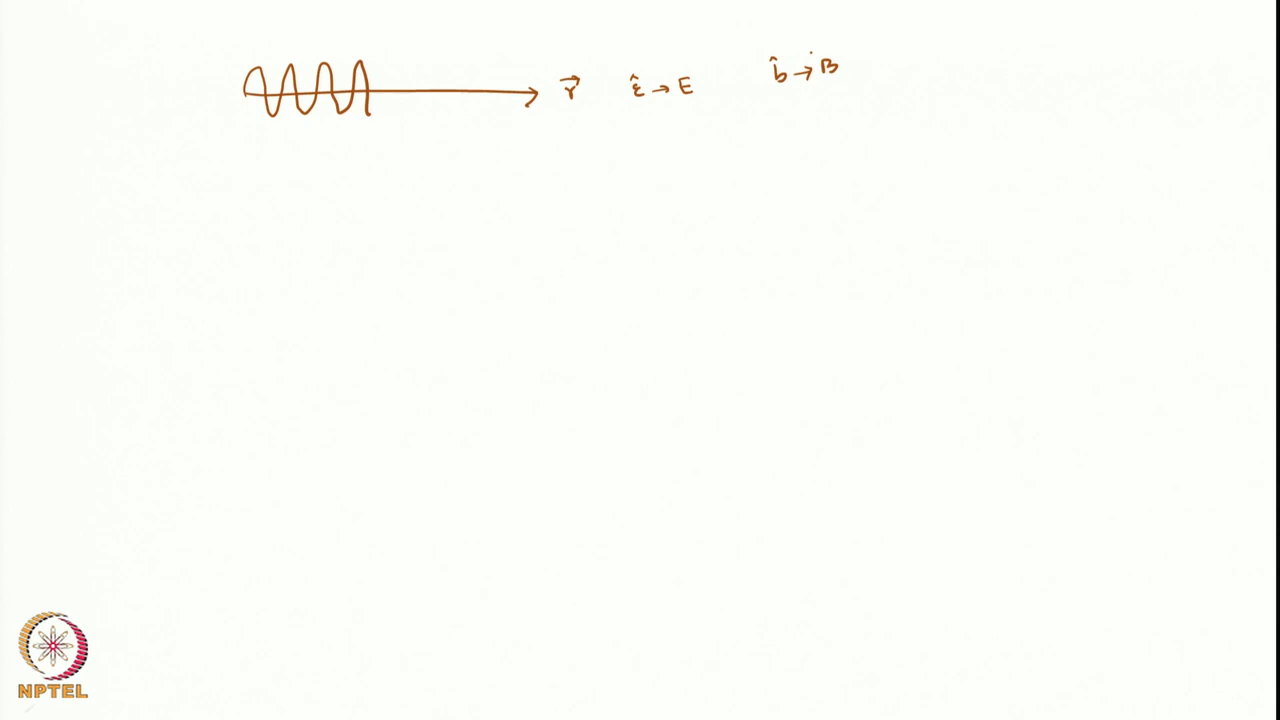 r⃗ ε̂ → E b̂ → B
NPTEL